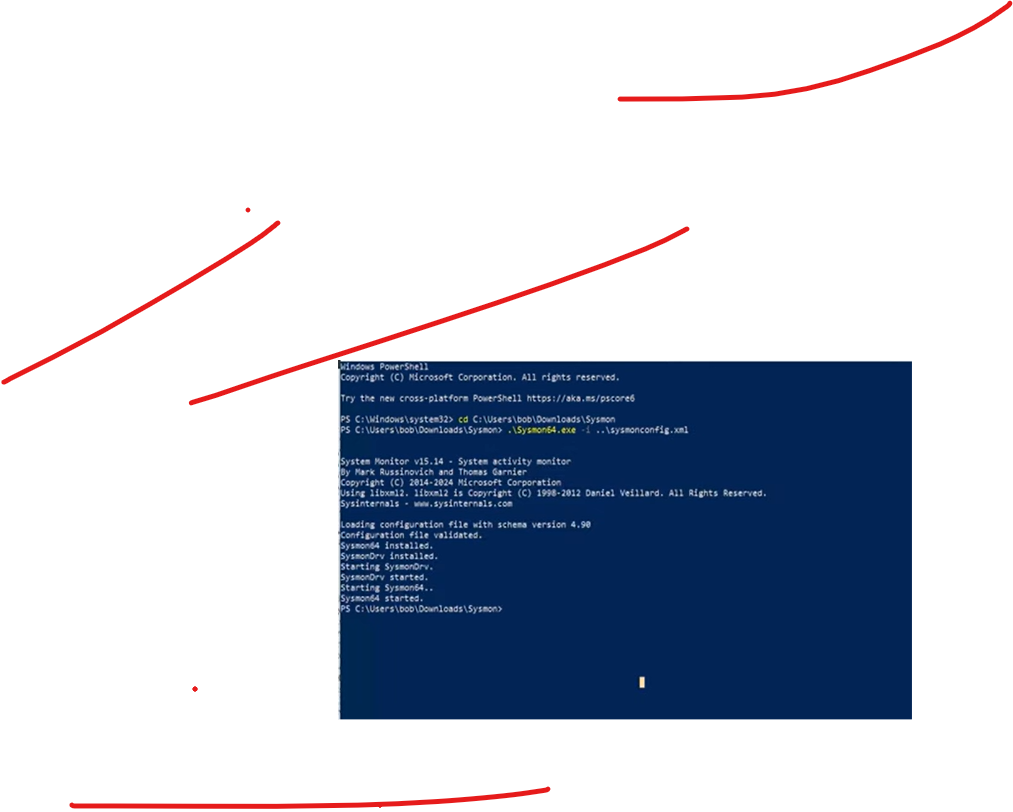 Windows PowerShell
Copyright (C) Microsoft Corporation. All rights reserved.
Try the new cross-platform PowerShell https://aka.ms/pscore6
PS C:\Windows\system32> cd C:\Users\bob\Downloads\Sysmon
PS C:\Users\bob\Downloads\Sysmon> .\Sysmon64.exe -i ..\sysmonconfig.xml
System Monitor v15.14 - System activity monitor
By Mark Russinovich and Thomas Garnier
Copyright (C) 2014-2024 Microsoft Corporation
Using libxml2. libxml2 is Copyright (C) 1998-2012 Daniel Veillard. All Rights Reserved.
Sysinternals - www.sysinternals.com
Loading configuration file with schema version 4.90
Configuration file validated.
Sysmon64 installed.
SysmonDrv installed.
Starting SysmonDrv.
SysmonDrv started.
Starting Sysmon64..
Sysmon64 started.
PS C:\Users\bob\Downloads\Sysmon>